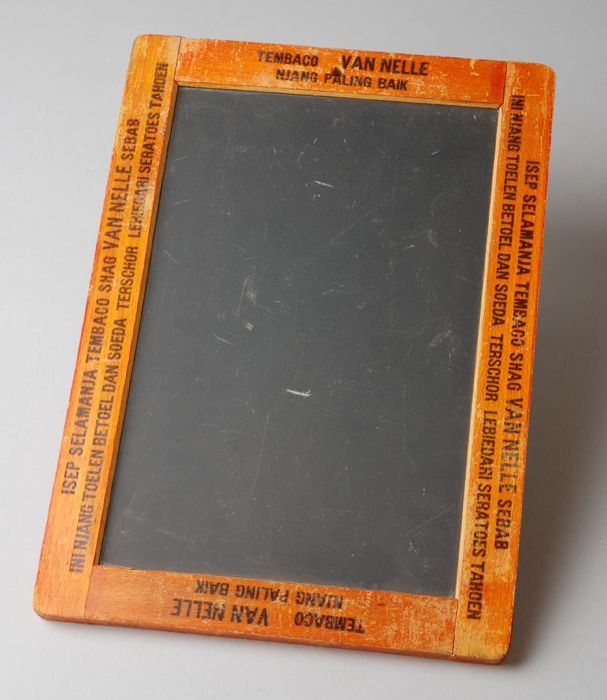 TEMBACO VAN NELLE
NJANG PALING BAIK
ISEP SELAMANJA TEMBACO SHAG VAN NELLE SEBAB
INI NJANG TOELEN BETOEL DAN SOEDA TERSCHOR LEBIEDARI SERATOES TAHOEN
ISEP SELAMANJA TEMBACO SHAG VAN NELLE SEBAB
INI NJANG TOELEN BETOEL DAN SOEDA TERSCHOR LEBIEDARI SERATOES TAHOEN
TEMBACO VAN NELLE
NJANG PALING BAIK